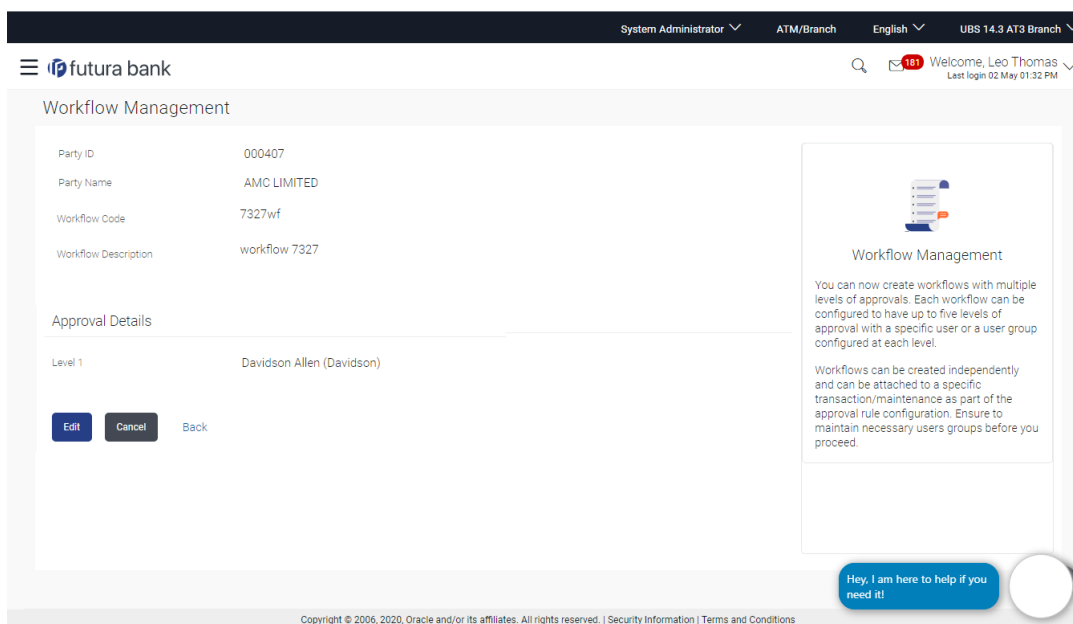 System Administrator ATM/Branch English UBS 14.3 AT3 Branch
futura bank
181 Welcome, Leo Thomas
Last login 02 May 01:32 PM
Workflow Management
Party ID 000407
Party Name AMC LIMITED
Workflow Code 7327wf
Workflow Description workflow 7327
Approval Details
Level 1 Davidson Allen (Davidson)
Edit Cancel Back
Workflow Management
You can now create workflows with multiple
levels of approvals. Each workflow can be
configured to have up to five levels of
approval with a specific user or a user group
configured at each level.
Workflows can be created independently
and can be attached to a specific
transaction/maintenance as part of the
approval rule configuration. Ensure to
maintain necessary users groups before you
proceed.
Hey, I am here to help if you
need it!
Copyright © 2006, 2020, Oracle and/or its affiliates. All rights reserved. | Security Information | Terms and Conditions